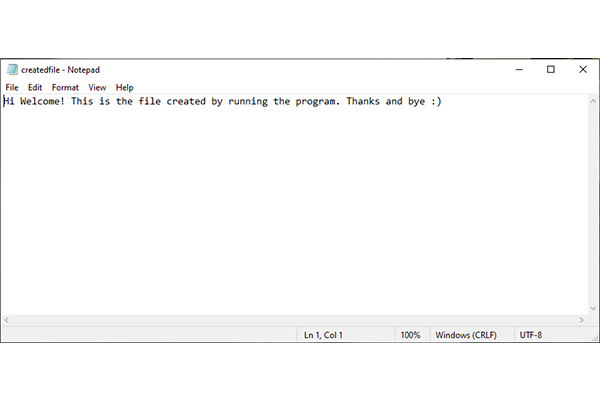 createdfile - Notepad
File Edit Format View Help
Hi Welcome! This is the file created by running the program. Thanks and bye :)
Ln 1, Col 1 100% Windows (CRLF) UTF-8